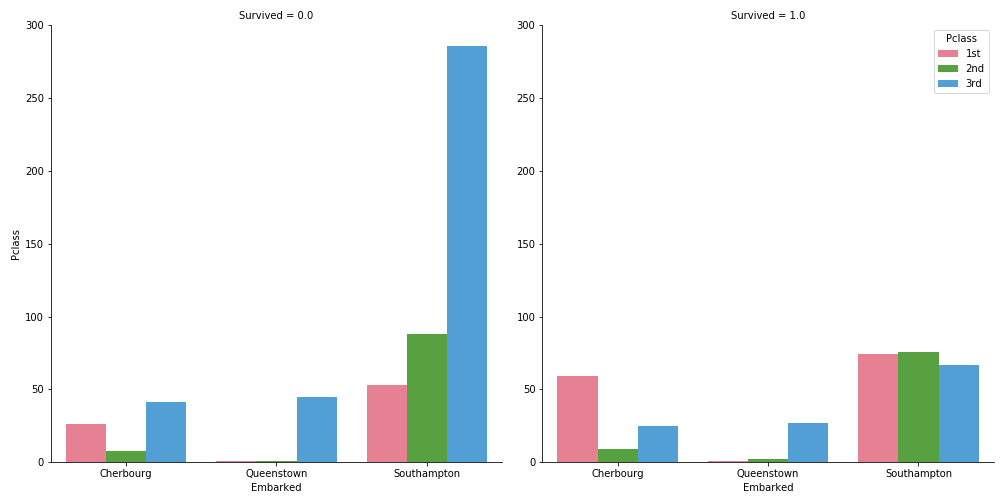 Survived = 0.0
300
250
200
150
100
50
0
Pclass
Cherbourg Queenstown Southampton
Embarked
Survived = 1.0
300
250
200
150
100
50
0
Cherbourg Queenstown Southampton
Embarked
Pclass
1st
2nd
3rd